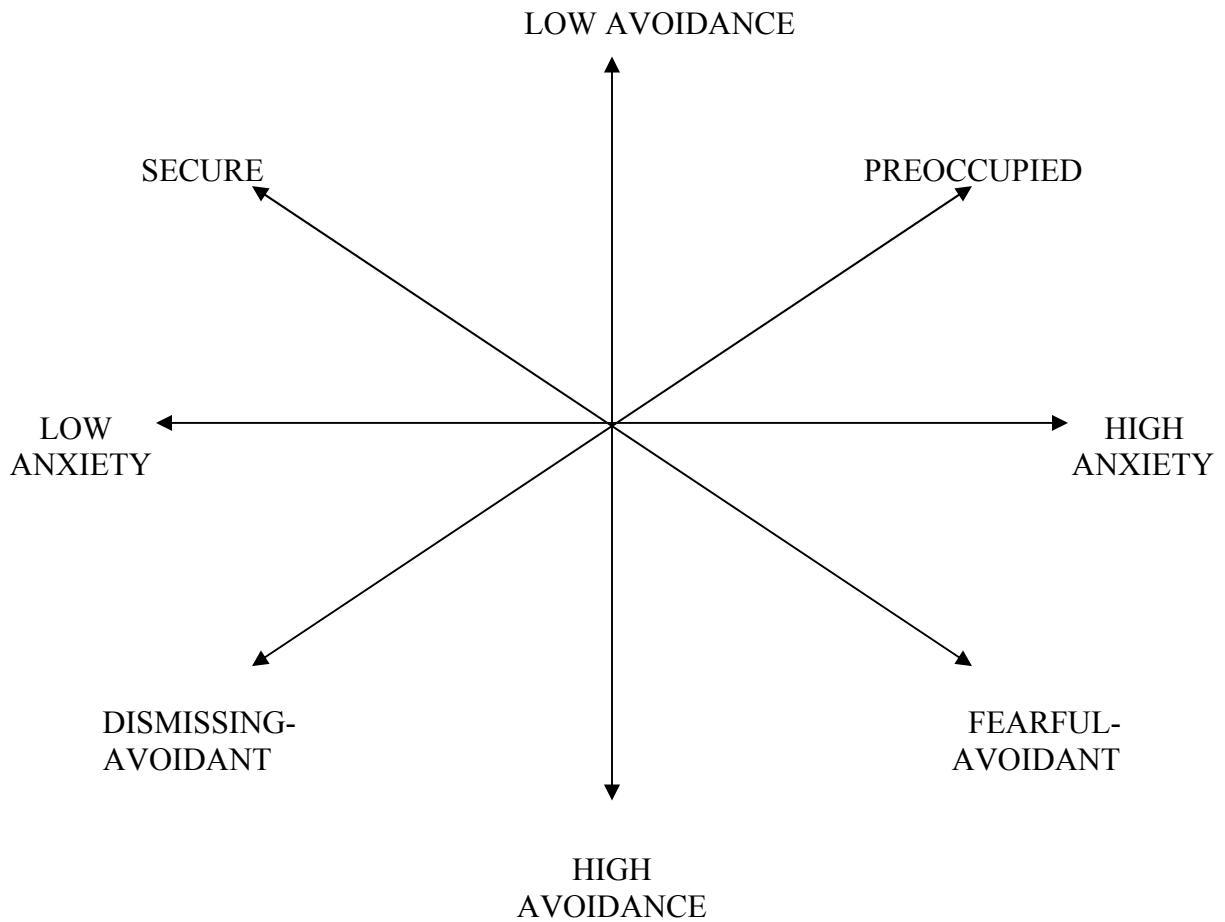 LOW AVOIDANCE
SECURE
PREOCCUPIED
LOW
ANXIETY
HIGH
ANXIETY
DISMISSING-
AVOIDANT
FEARFUL-
AVOIDANT
HIGH
AVOIDANCE